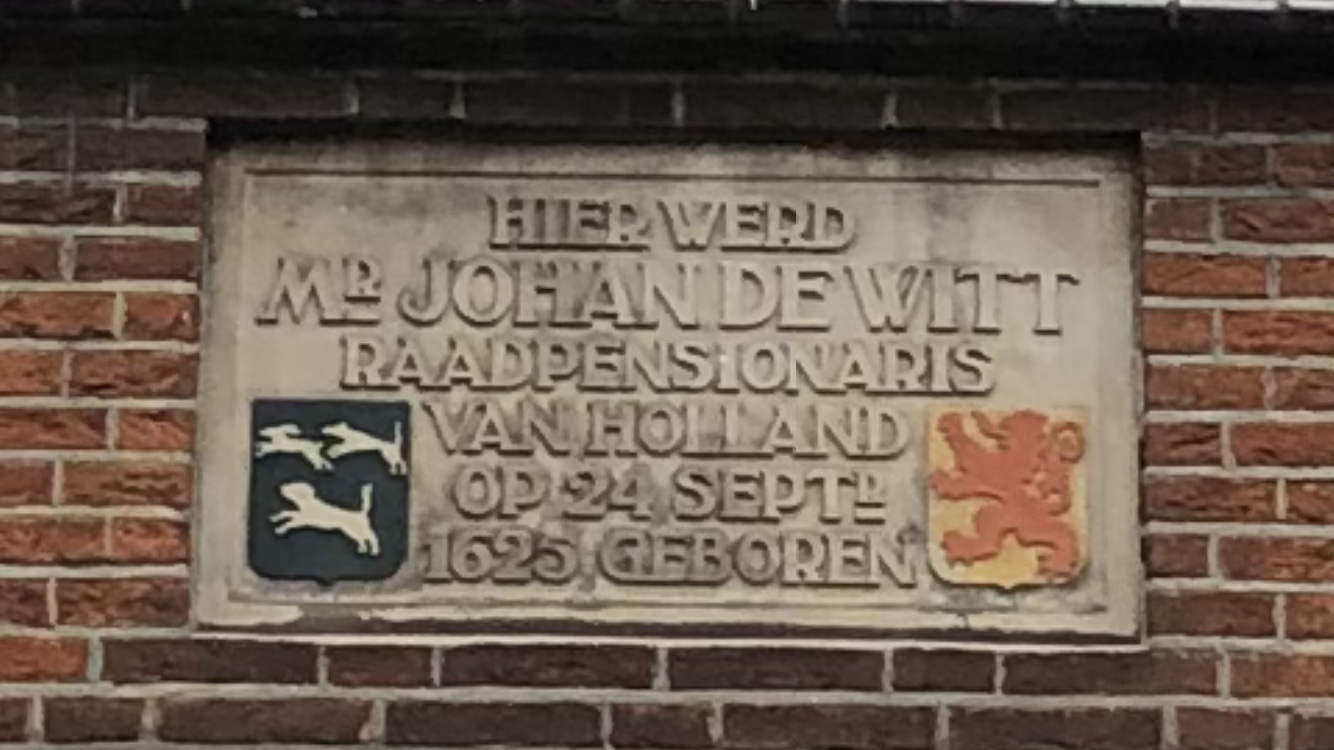 HIER WERD
MR JOHAN DE WITT
RAADPENSIONARIS
VAN HOLLAND
OP 24 SEPTR
1625 GEBOREN